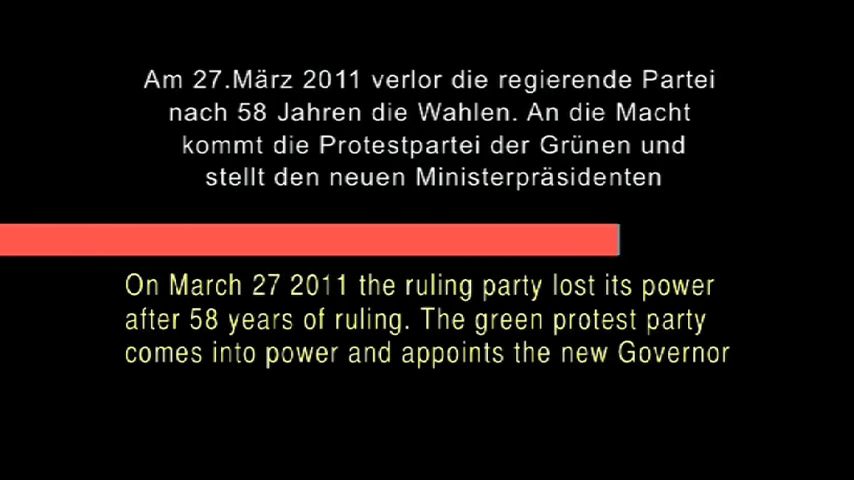 Am 27.März 2011 verlor die regierende Partei
nach 58 Jahren die Wahlen. An die Macht
kommt die Protestpartei der Grünen und
stellt den neuen Ministerpräsidenten
On March 27 2011 the ruling party lost its power
after 58 years of ruling. The green protest party
comes into power and appoints the new Governor